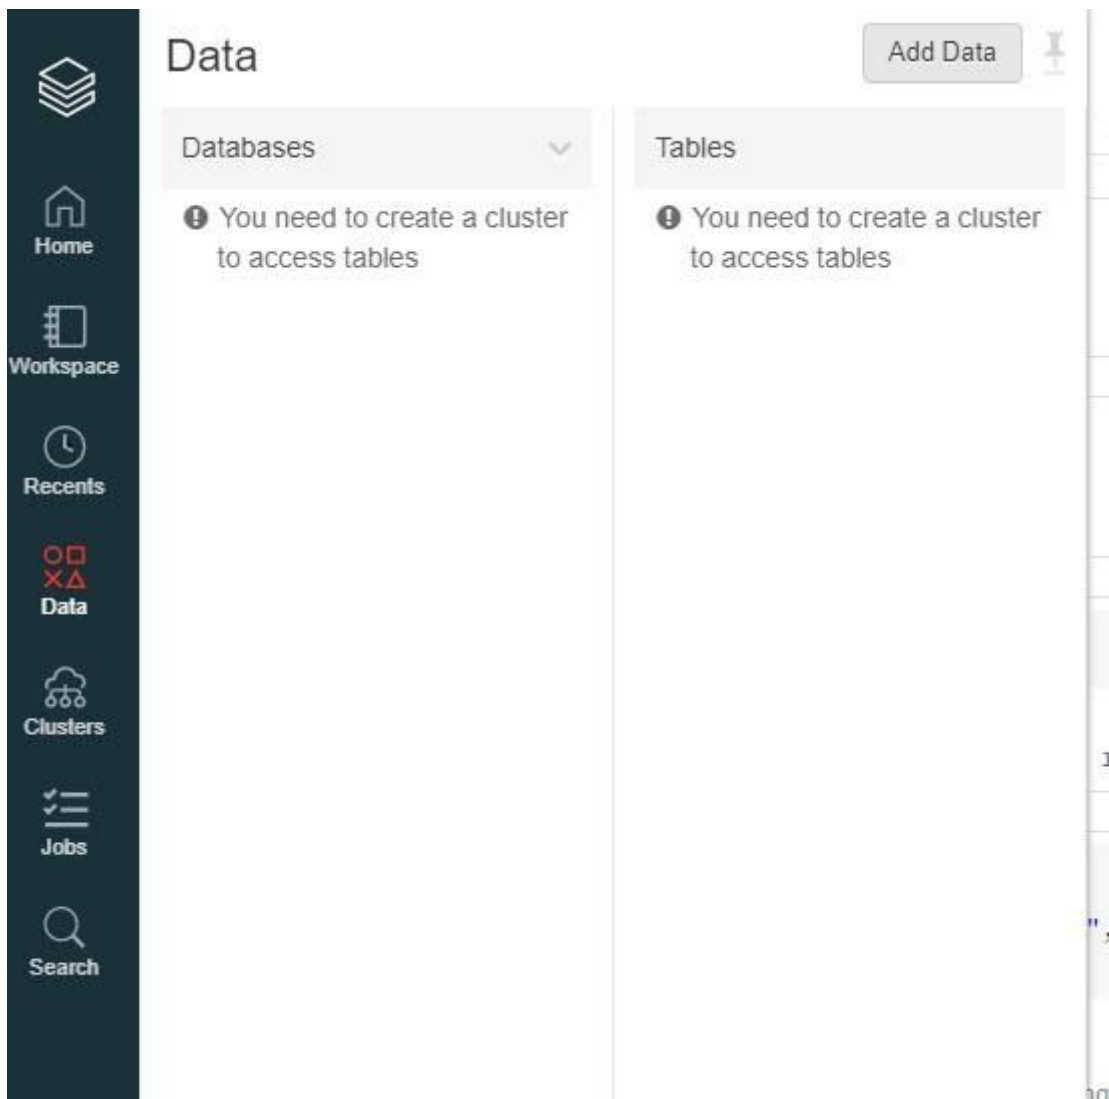 Data
Add Data
Databases
Tables
You need to create a cluster
to access tables
You need to create a cluster
to access tables
Home
Workspace
Recents
Data
Clusters
Jobs
Search
",